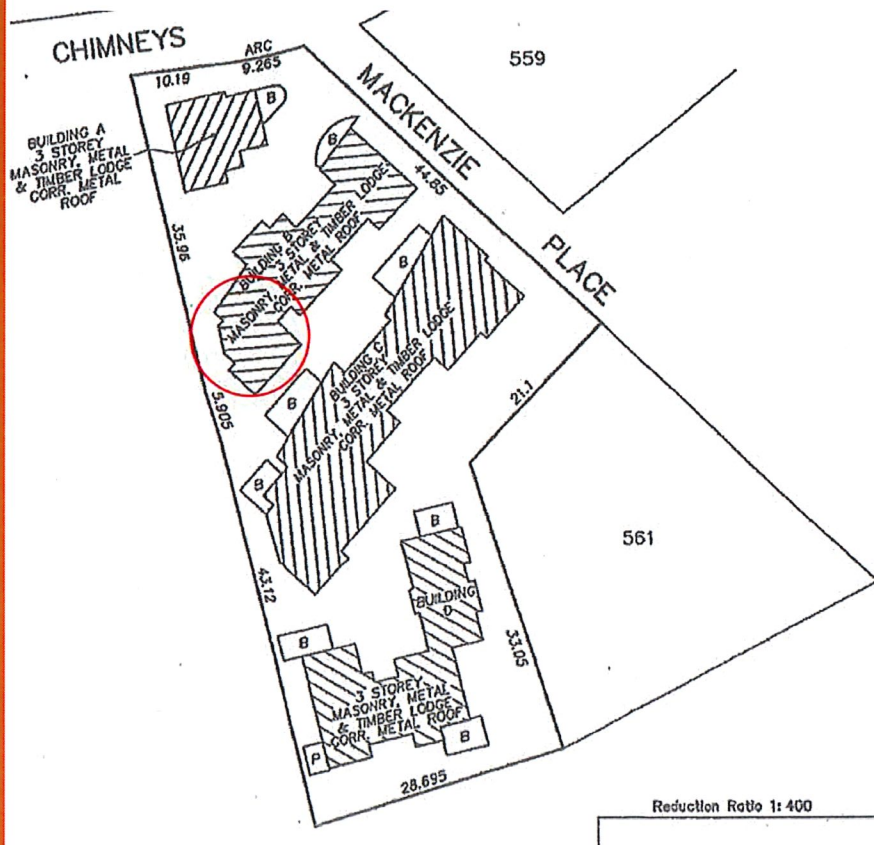 CHIMNEYS
ARC
9.265
10.19
559
MACKENZIE
PLACE
B
BUILDING A
3 STOREY
MASONRY, METAL
& TIMBER LODGE
CORR. METAL
ROOF
B
44.85
35.96
BUILDING B
3 STOREY
MASONRY, METAL & TIMBER LODGE
CORR. METAL ROOF
B
BUILDING C
3 STOREY
MASONRY, METAL & TIMBER LODGE
CORR. METAL ROOF
21.1
5.905
B
B
B
561
43.12
BUILDING
D
33.05
B
3 STOREY
MASONRY, METAL
& TIMBER LODGE
CORR. METAL ROOF
B
P
28.695
Reduction Ratio 1: 400